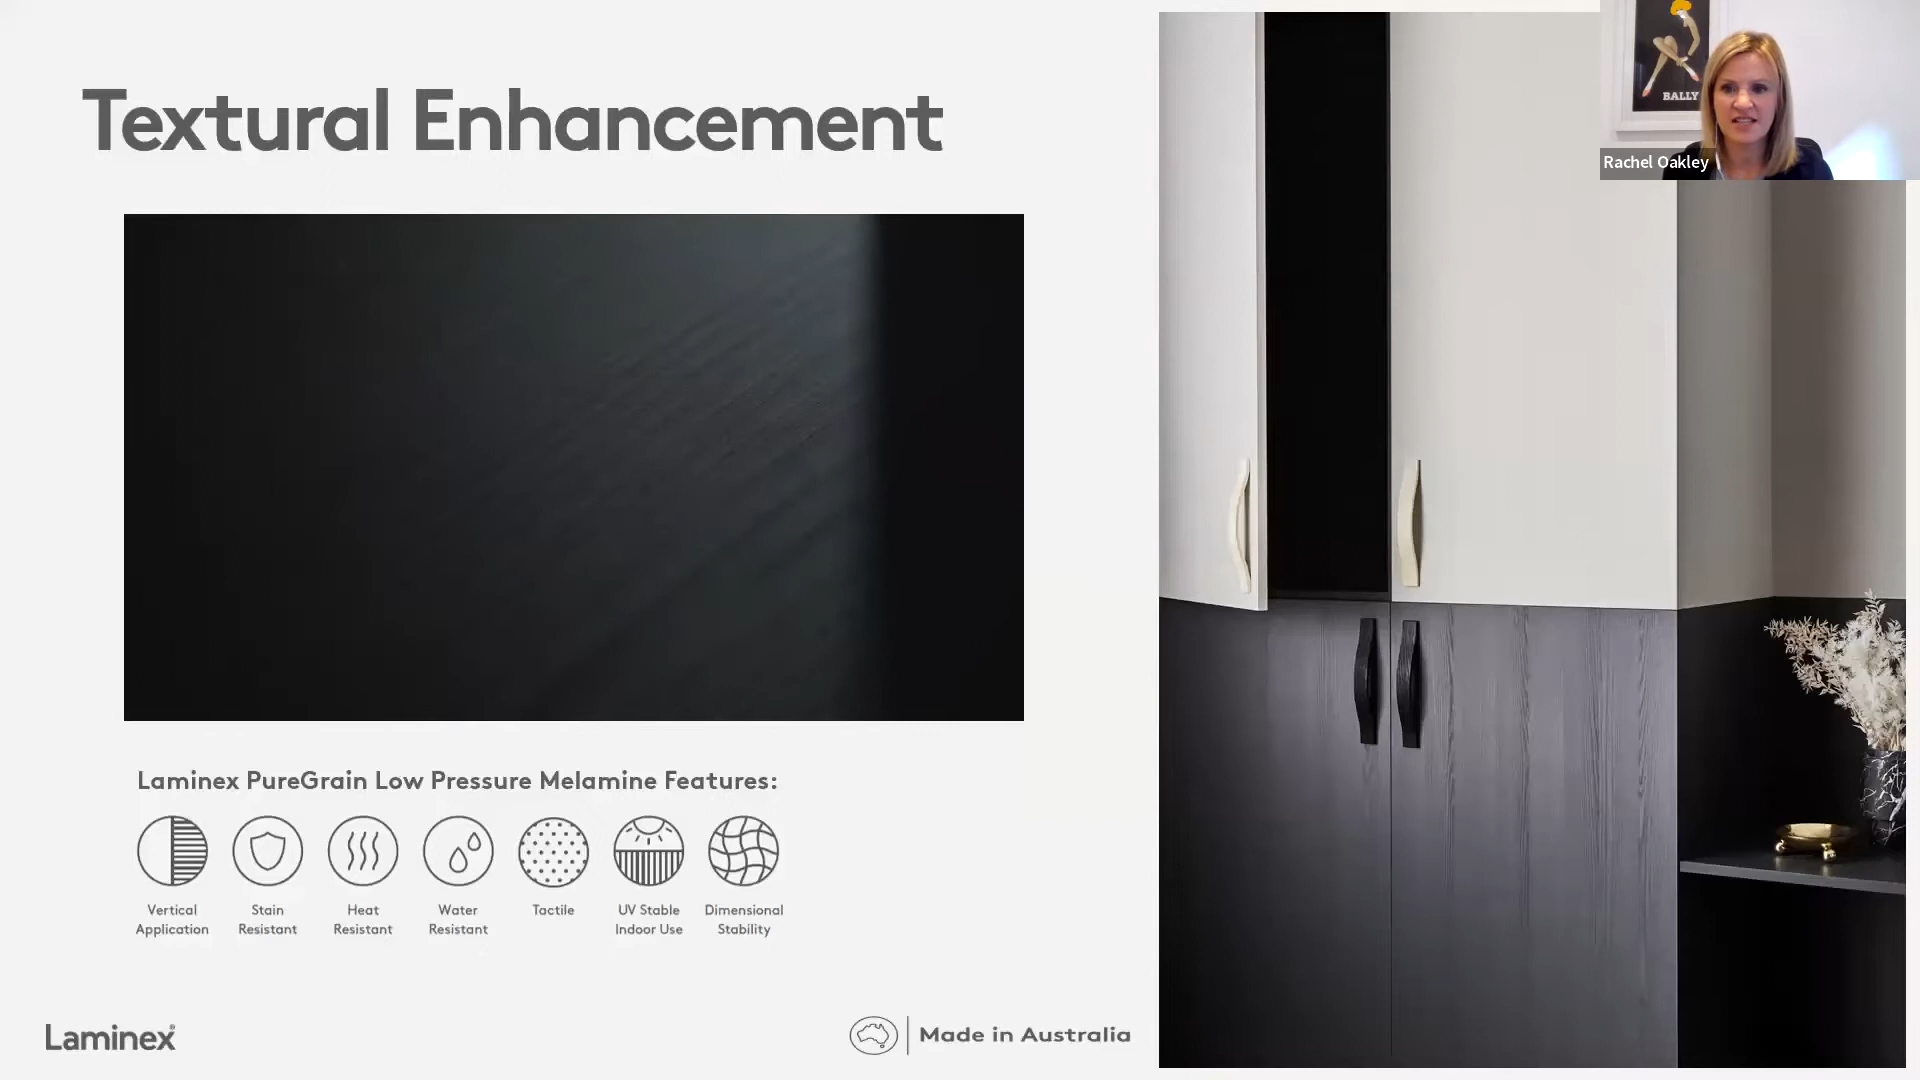 Textural Enhancement
BALLY
Rachel Oakley
Laminex PureGrain Low Pressure Melamine Features:
Vertical
Application
Stain
Resistant
Heat
Resistant
Water
Resistant
Tactile
UV Stable
Indoor Use
Dimensional
Stability
Laminex®
Made in Australia